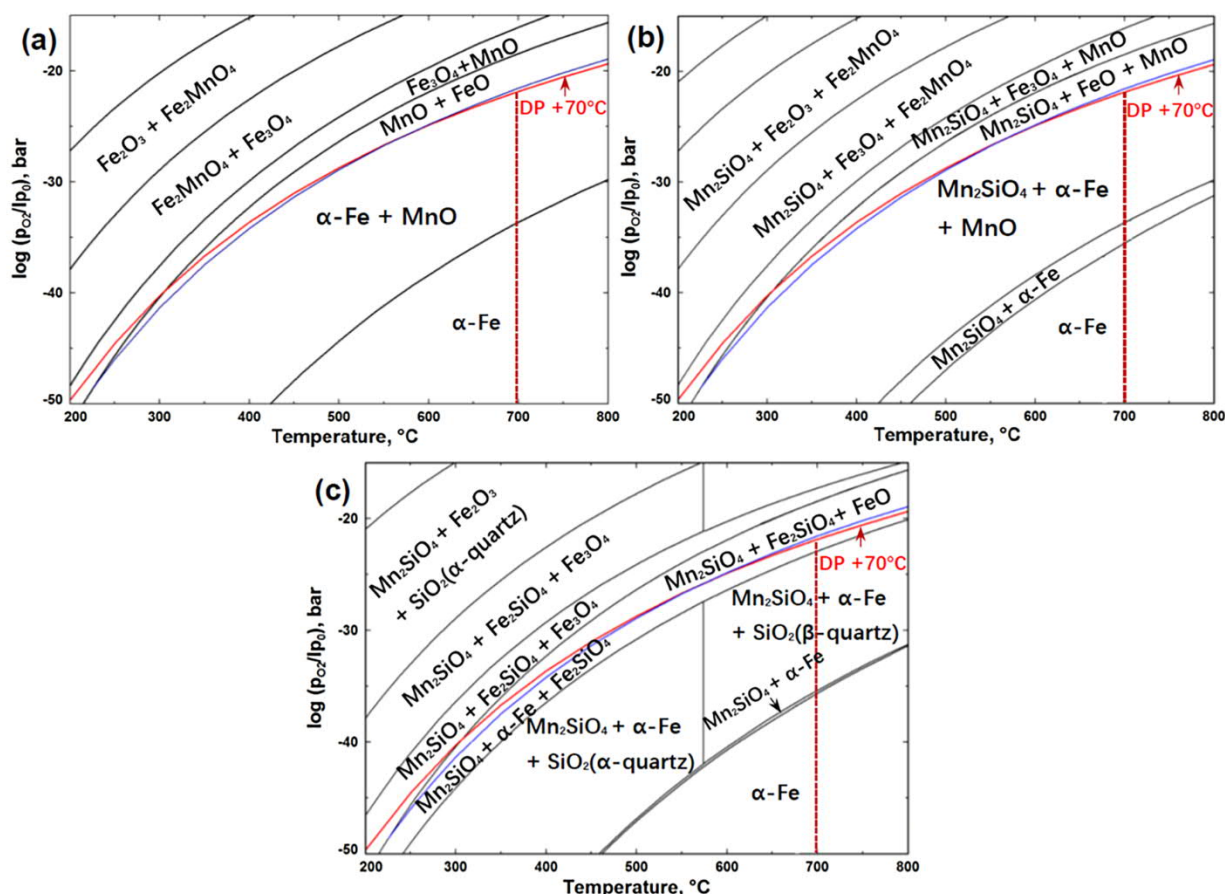 (a)
log (pO₂/lp₀), bar
-20
-30
-40
-50
Fe₂O₃ + Fe₂MnO₄
Fe₂MnO₄ + Fe₃O₄
Fe₃O₄+MnO
MnO + FeO
DP +70°C
α-Fe + MnO
α-Fe
200 300 400 500 600 700 800
Temperature, °C
(b)
log (pO₂/lp₀), bar
-20
-30
-40
-50
Mn₂SiO₄ + Fe₂O₃ + Fe₂MnO₄
Mn₂SiO₄ + Fe₃O₄ + Fe₂MnO₄
Mn₂SiO₄ + Fe₃O₄ + MnO
Mn₂SiO₄ + FeO + MnO
DP +70°C
Mn₂SiO₄ + α-Fe
+ MnO
Mn₂SiO₄ + α-Fe
α-Fe
200 300 400 500 600 700 800
Temperature, °C
(c)
log (pO₂/lp₀), bar
-20
-30
-40
-50
Mn₂SiO₄ + Fe₂O₃
+ SiO₂(α-quartz)
Mn₂SiO₄ + Fe₂SiO₄ + Fe₃O₄
Mn₂SiO₄ + Fe₂SiO₄ + Fe₃O₄
Mn₂SiO₄ + α-Fe + Fe₂SiO₄
Mn₂SiO₄ + Fe₂SiO₄ + FeO
DP +70°C
Mn₂SiO₄ + α-Fe
+ SiO₂(β-quartz)
Mn₂SiO₄ + α-Fe
+ SiO₂(α-quartz)
Mn₂SiO₄ + α-Fe
α-Fe
200 300 400 500 600 700 800
Temperature, °C